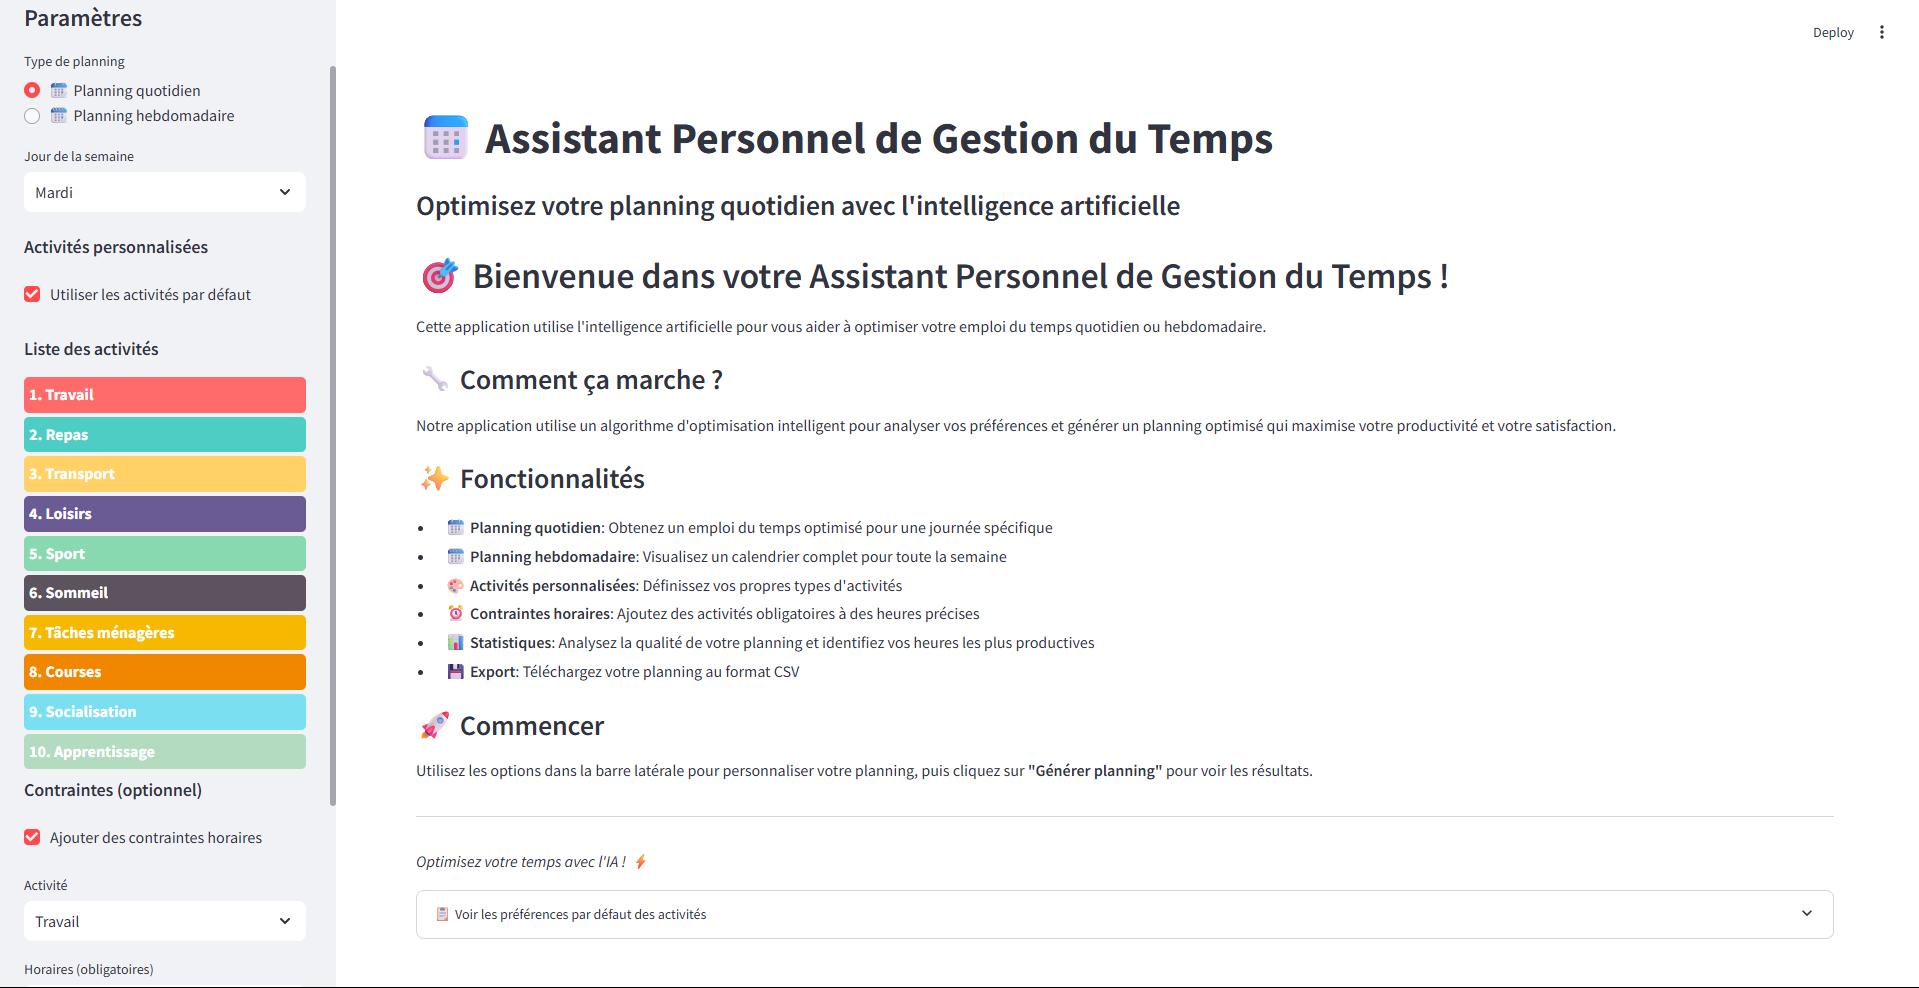 Paramètres
Type de planning
Planning quotidien
Planning hebdomadaire
Jour de la semaine
Mardi
Activités personnalisées
Utiliser les activités par défaut
Liste des activités
1. Travail
2. Repas
3. Transport
4. Loisirs
5. Sport
6. Sommeil
7. Tâches ménagères
8. Courses
9. Socialisation
10. Apprentissage
Contraintes (optionnel)
Ajouter des contraintes horaires
Activité
Travail
Horaires (obligatoires)
Deploy
Assistant Personnel de Gestion du Temps
Optimisez votre planning quotidien avec l'intelligence artificielle
Bienvenue dans votre Assistant Personnel de Gestion du Temps !
Cette application utilise l'intelligence artificielle pour vous aider à optimiser votre emploi du temps quotidien ou hebdomadaire.
Comment ça marche ?
Notre application utilise un algorithme d'optimisation intelligent pour analyser vos préférences et générer un planning optimisé qui maximise votre productivité et votre satisfaction.
Fonctionnalités
• Planning quotidien: Obtenez un emploi du temps optimisé pour une journée spécifique
• Planning hebdomadaire: Visualisez un calendrier complet pour toute la semaine
• Activités personnalisées: Définissez vos propres types d'activités
• Contraintes horaires: Ajoutez des activités obligatoires à des heures précises
• Statistiques: Analysez la qualité de votre planning et identifiez vos heures les plus productives
• Export: Téléchargez votre planning au format CSV
Commencer
Utilisez les options dans la barre latérale pour personnaliser votre planning, puis cliquez sur "Générer planning" pour voir les résultats.
Optimisez votre temps avec l'IA !
Voir les préférences par défaut des activités